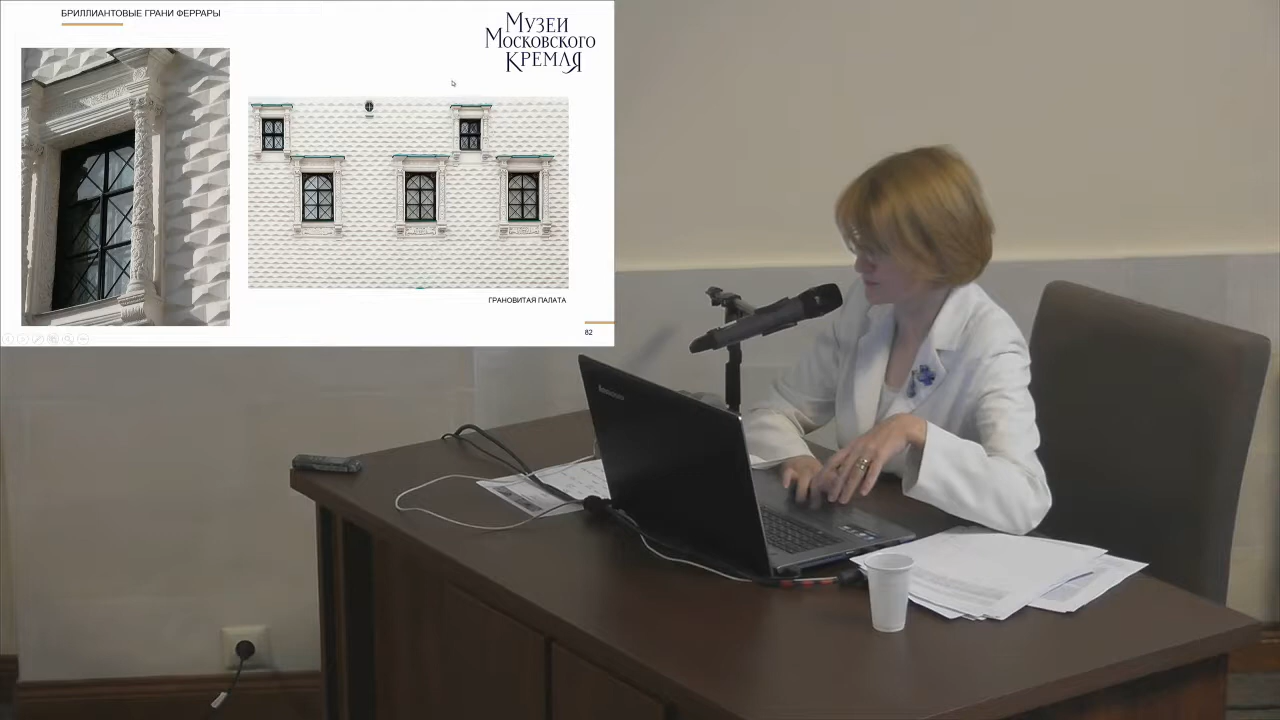 БРИЛЛИАНТОВЫЕ ГРАНИ ФЕРРАРЫ
МУЗЕИ
МОСКОВСКОГО
КРЕМЛЯ
ГРАНОВИТАЯ ПАЛАТА
82